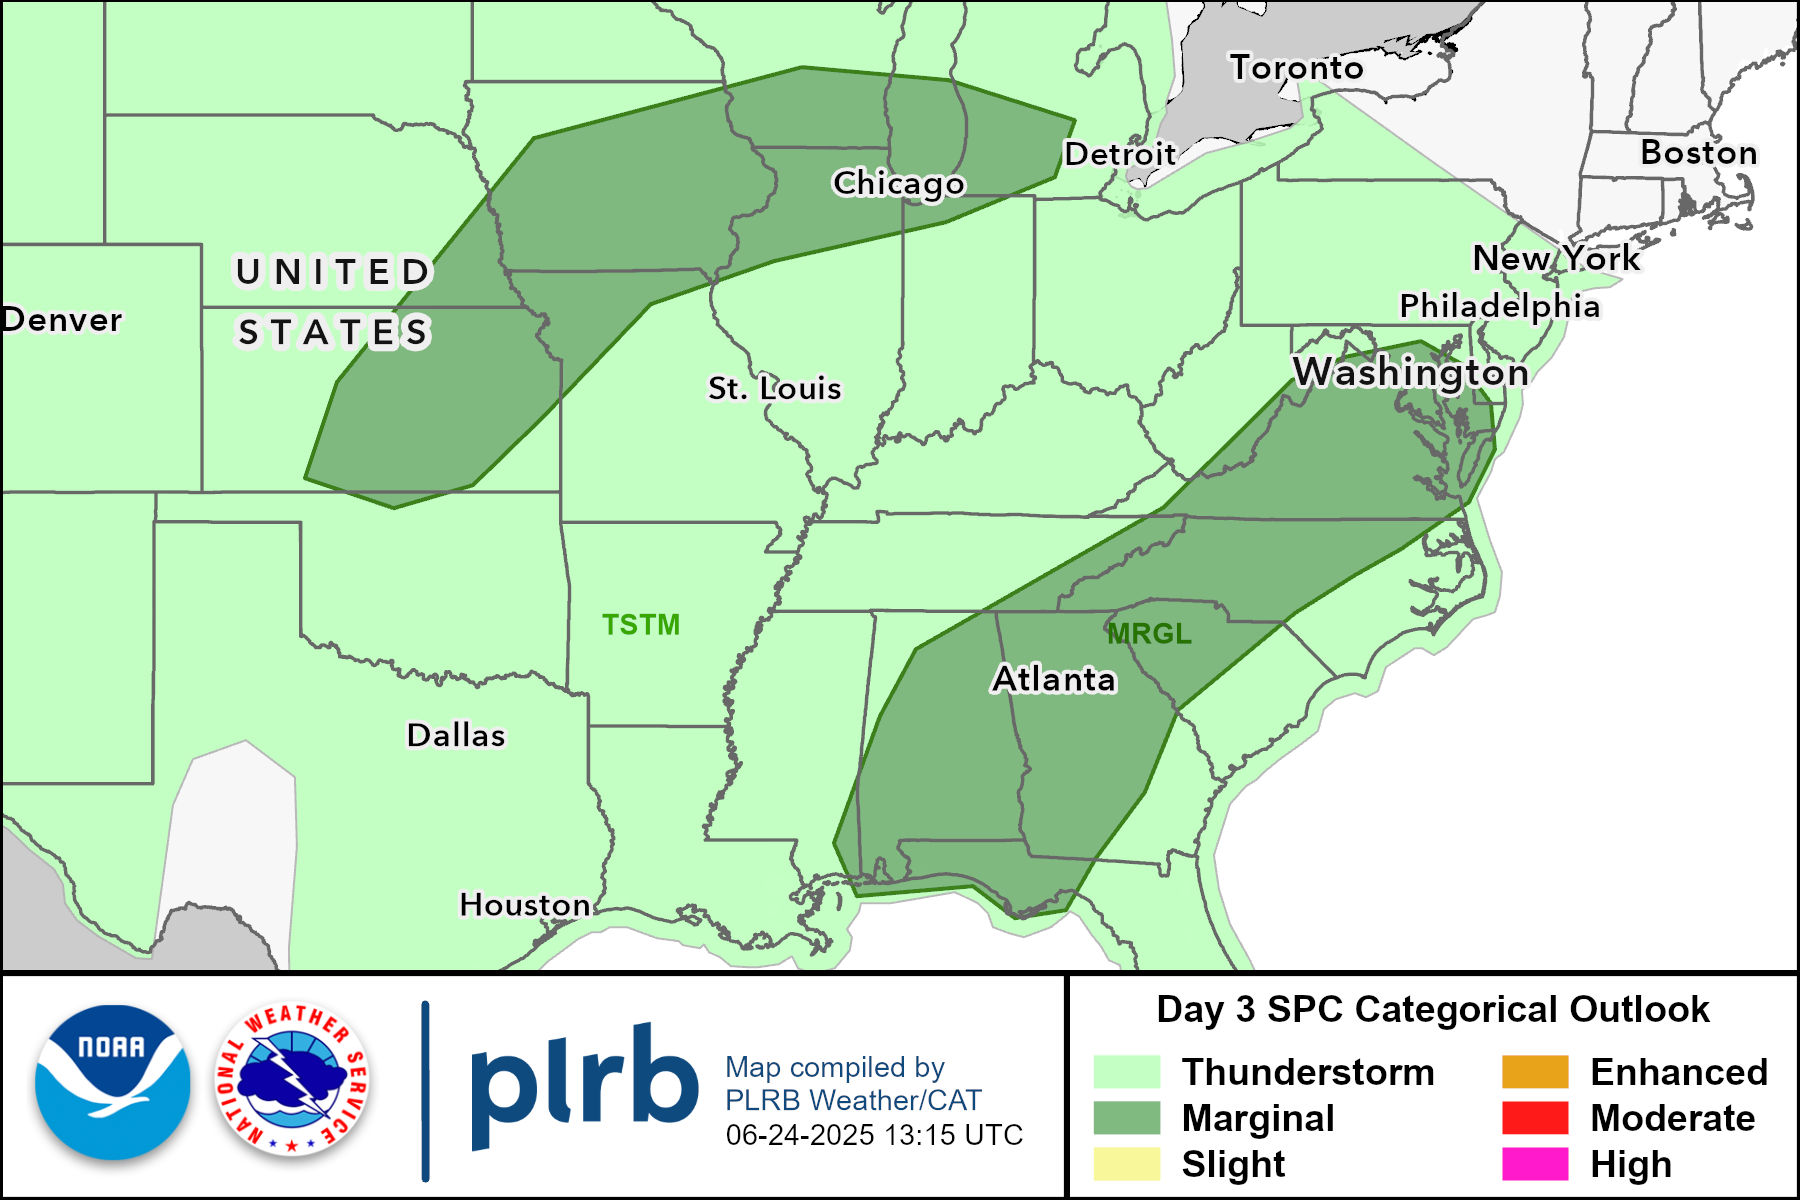 Toronto
Boston
Detroit
Chicago
New York
UNITED
Philadelphia
Denver
STATES
Washington
St. Louis
TSTM
MRGL
Atlanta
Dallas
Houston
NOAA
NATIONAL WEATHER SERVICE
plrb
Map compiled by
PLRB Weather/CAT
06-24-2025 13:15 UTC
Day 3 SPC Categorical Outlook
Thunderstorm
Enhanced
Marginal
Moderate
Slight
High